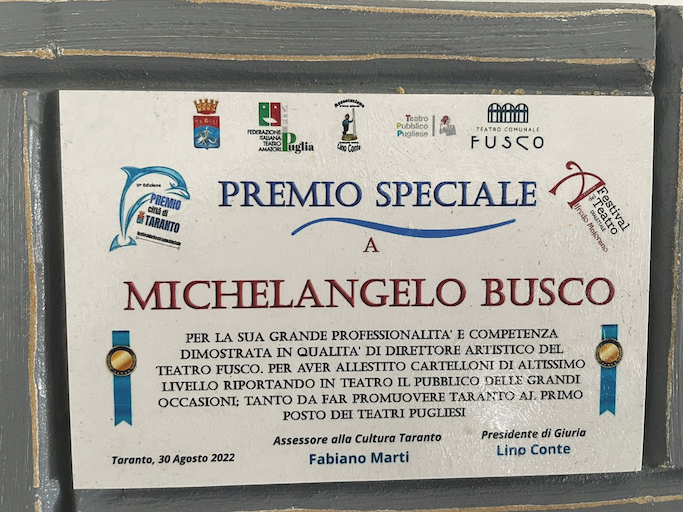 TARAS
FEDERAZIONE
ITALIANA
TEATRO
AMATORI
Puglia
Associazione
Lino Conte
Teatro
Pubblico
Pugliese
TEATRO COMUNALE
FUSCO
PREMIO
città di
TARANTO
PREMIO SPECIALE
Festival
Teatro
Alfredo Majorano
A
MICHELANGELO BUSCO
PER LA SUA GRANDE PROFESSIONALITA' E COMPETENZA
DIMOSTRATA IN QUALITA' DI DIRETTORE ARTISTICO DEL
TEATRO FUSCO. PER AVER ALLESTITO CARTELLONI DI ALTISSIMO
LIVELLO RIPORTANDO IN TEATRO IL PUBBLICO DELLE GRANDI
OCCASIONI; TANTO DA FAR PROMUOVERE TARANTO AL PRIMO
POSTO DEI TEATRI PUGLIESI
Assessore alla Cultura Taranto
Presidente di Giuria
Taranto, 30 Agosto 2022
Fabiano Marti
Lino Conte